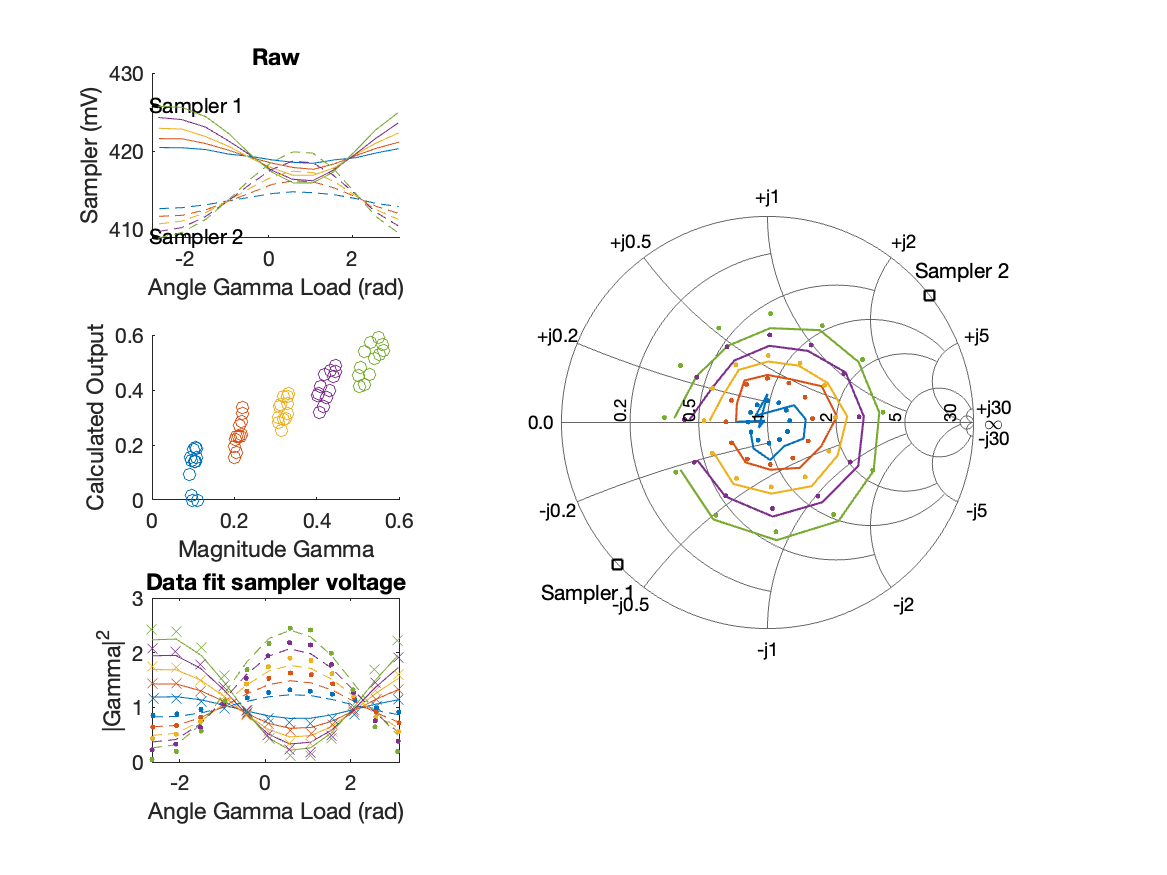 Raw
Sampler (mV)
430
420
410
Sampler 1
Sampler 2
-2
0
2
Angle Gamma Load (rad)
Calculated Output
0.6
0.4
0.2
0
0
0.2
0.4
0.6
Magnitude Gamma
Data fit sampler voltage
|Gamma|2
3
2
1
0
-2
0
2
Angle Gamma Load (rad)
+j1
+j0.5
+j2
Sampler 2
+j0.2
+j5
0.0
0.2
0.5
1
2
5
30
+j30
∞
-j30
-j0.2
-j5
Sampler 1
-j0.5
-j2
-j1